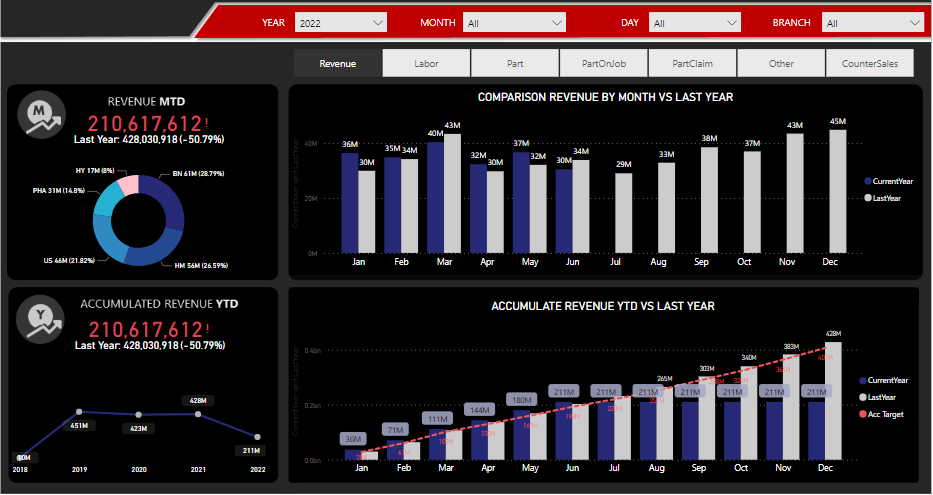 YEAR 2022 MONTH All DAY All BRANCH All
Revenue Labor Part PartOnJob PartClaim Other CounterSales
M
REVENUE MTD
210,617,612 !
Last Year: 428,030,918 (-50.79%)
HY 17M (8%)
BN 61M (28.79%)
PHA 31M (14.8%)
US 46M (21.82%)
HM 56M (26.59%)
COMPARISON REVENUE BY MONTH VS LAST YEAR
CurrentYear and LastYear
40M
20M
0M
36M 30M 35M 34M 40M 43M 32M 30M 37M 32M 30M 34M 29M 33M 38M 37M 43M 45M
Jan Feb Mar Apr May Jun Jul Aug Sep Oct Nov Dec
CurrentYear
LastYear
Y
ACCUMULATED REVENUE YTD
210,617,612 !
Last Year: 428,030,918 (-50.79%)
451M 423M 428M 211M
2018 2019 2020 2021 2022
ACCUMULATE REVENUE YTD VS LAST YEAR
0.4bn
0.2bn
0.0bn
36M 71M 111M 144M 180M 211M 211M 211M 211M 211M 211M 211M
265M 303M 340M 383M 428M
Jan Feb Mar Apr May Jun Jul Aug Sep Oct Nov Dec
CurrentYear
LastYear
Acc Target